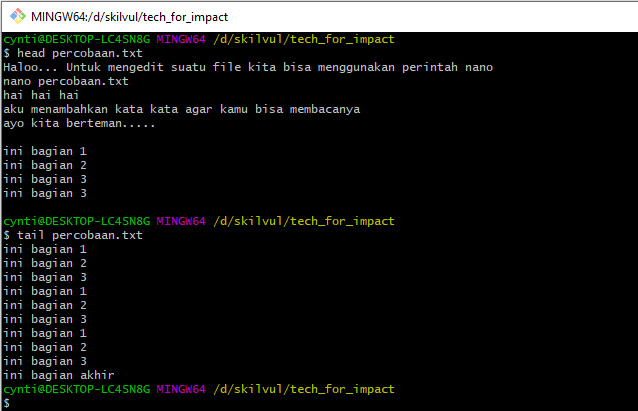 MINGW64:/d/skilvul/tech_for_impact
cynti@DESKTOP-LC4SN8G MINGW64 /d/skilvul/tech_for_impact
$ head percobaan.txt
Haloo... Untuk mengedit suatu file kita bisa menggunakan perintah nano
nano percobaan.txt
hai hai hai
aku menambahkan kata kata agar kamu bisa membacanya
ayo kita berteman.....
ini bagian 1
ini bagian 2
ini bagian 3
ini bagian 3
cynti@DESKTOP-LC4SN8G MINGW64 /d/skilvul/tech_for_impact
$ tail percobaan.txt
ini bagian 1
ini bagian 2
ini bagian 3
ini bagian 1
ini bagian 2
ini bagian 3
ini bagian 1
ini bagian 2
ini bagian 3
ini bagian akhir
cynti@DESKTOP-LC4SN8G MINGW64 /d/skilvul/tech_for_impact
$